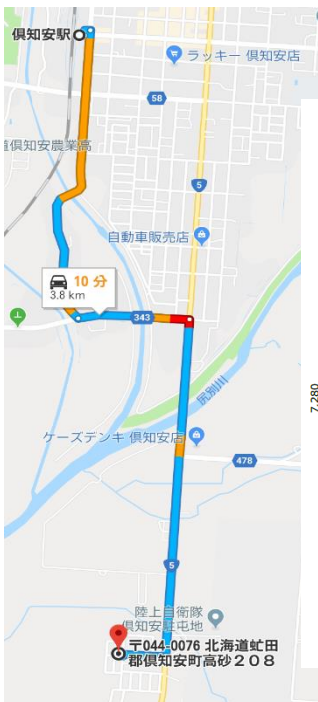 倶知安駅
ラッキー 倶知安店
58
倶知安農業高
5
自動車販売店
10 分
3.8 km
343
尻別川
ケーズデンキ 倶知安店
478
7,280
5
陸上自衛隊
倶知安駐屯地
〒044-0076 北海道虻田
郡倶知安町高砂２０８